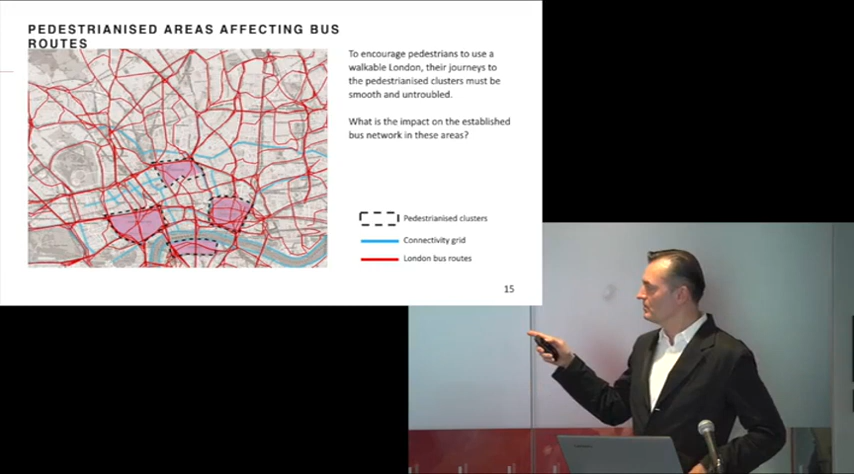 PEDESTRIANISED AREAS AFFECTING BUS
ROUTES
To encourage pedestrians to use a
walkable London, their journeys to
the pedestrianised clusters must be
smooth and untroubled.
What is the impact on the established
bus network in these areas?
Pedestrianised clusters
Connectivity grid
London bus routes
15